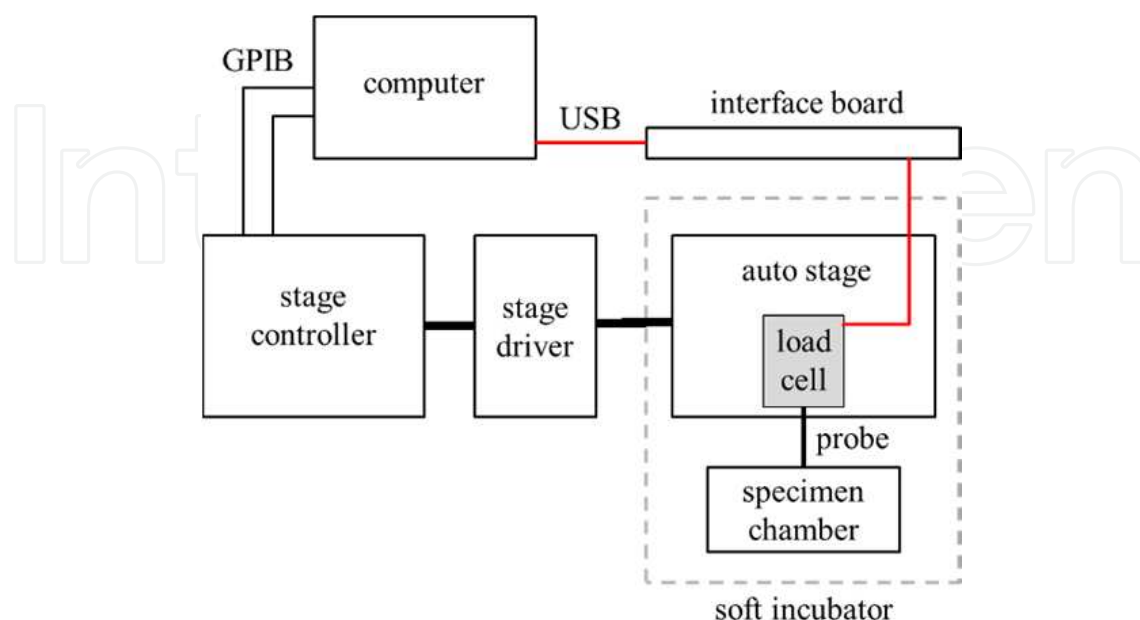 GPIB
computer
USB
interface board
stage
controller
stage
driver
auto stage
load
cell
probe
specimen
chamber
soft incubator